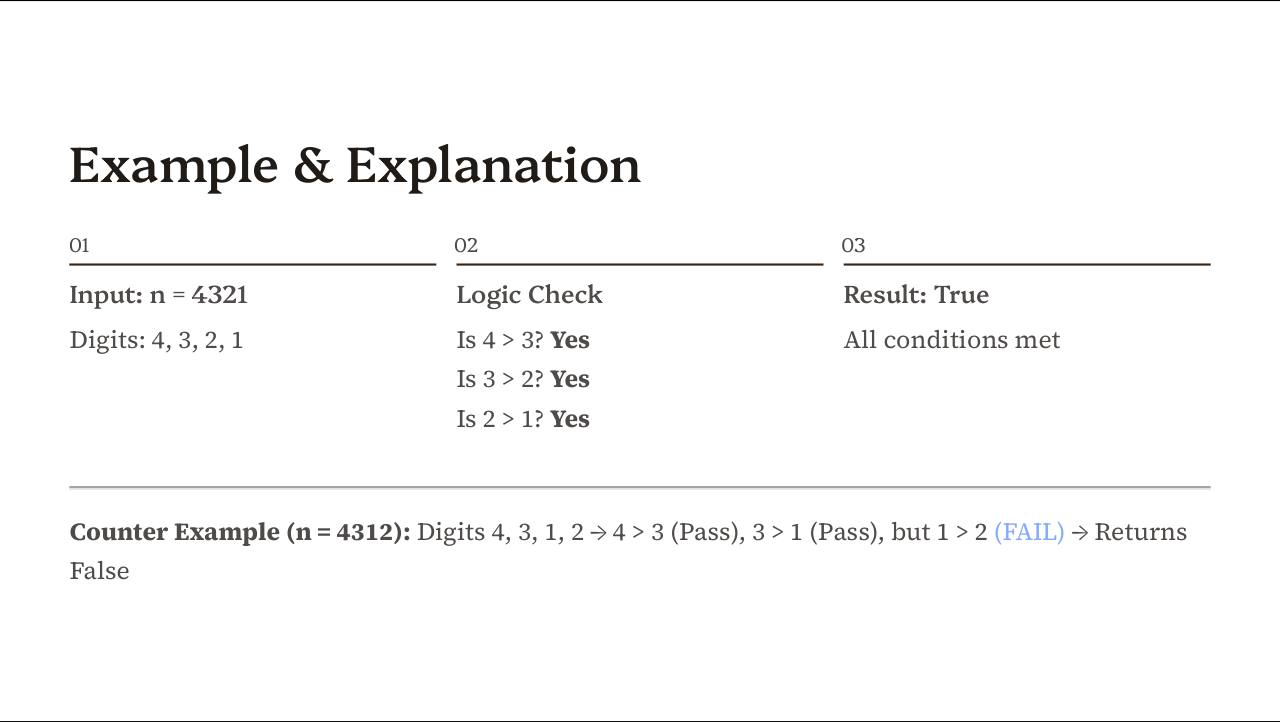 Example & Explanation
01
Input: n = 4321
Digits: 4, 3, 2, 1
02
Logic Check
Is 4 > 3? Yes
Is 3 > 2? Yes
Is 2 > 1? Yes
03
Result: True
All conditions met
Counter Example (n = 4312): Digits 4, 3, 1, 2 → 4 > 3 (Pass), 3 > 1 (Pass), but 1 > 2 (FAIL) → Returns
False